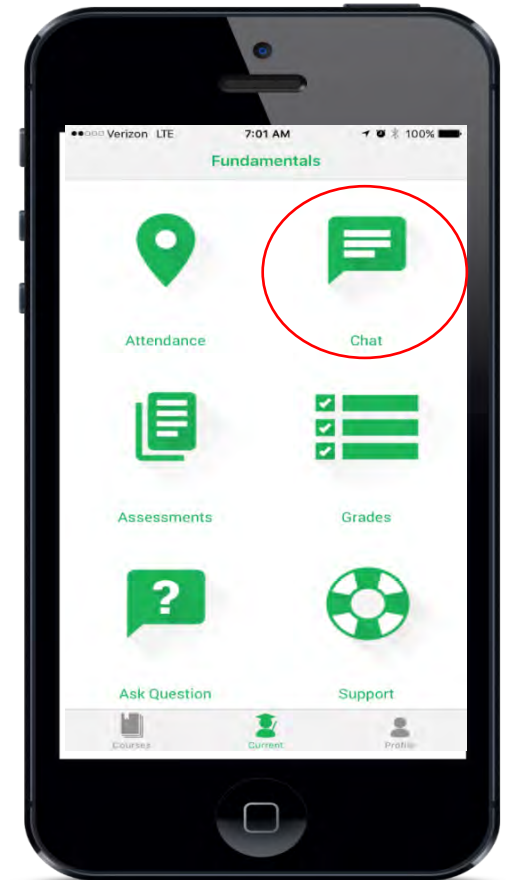 Verizon LTE 7:01 AM 100%
Fundamentals
Attendance Chat
Assessments Grades
?
Ask Question Support
Courses Current Profile